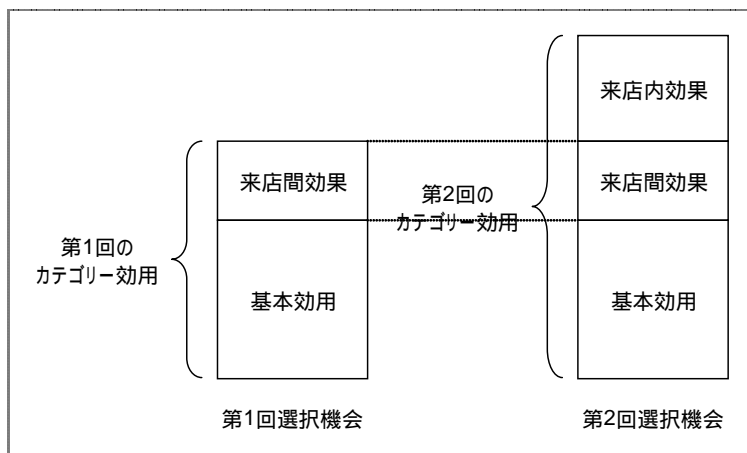 来店内効果
来店間効果
来店間効果
第2回の
カテゴリー効用
第1回の
カテゴリー効用
基本効用
基本効用
第1回選択機会
第2回選択機会